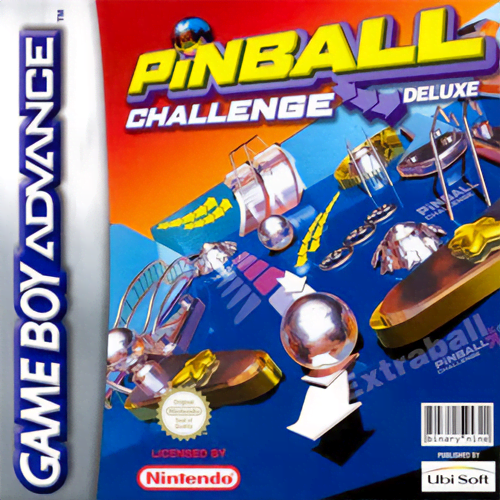 GAME BOY ADVANCE
TM
PINBALL
CHALLENGE
DELUXE
PINBALL
CHALLENGE
Extraball
PINBALL
CHALLENGE
Original
Nintendo
Seal of
Quality
LICENSED BY
Nintendo
binary nine
PUBLISHED BY
Ubi Soft